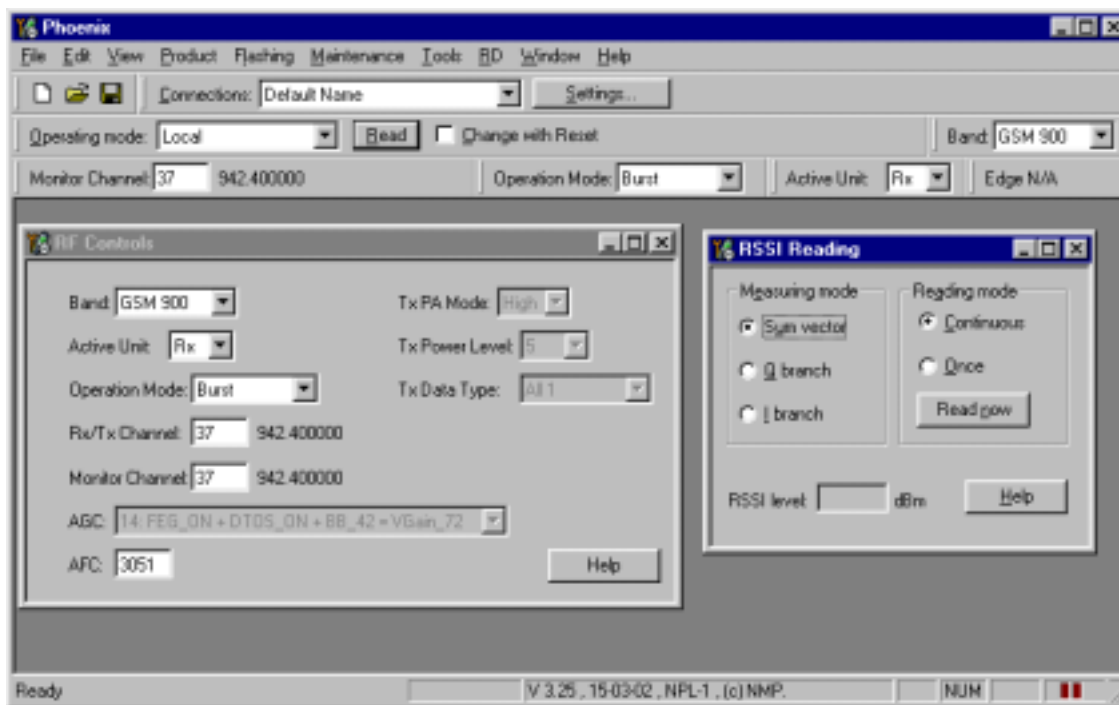 Phoenix
File Edit View Product Flashing Maintenance Tools BD Window Help
Connections: Default Name Settings...
Operating mode: Local Read Change with Reset Band: GSM 900
Monitor Channel: 37 942.400000 Operation Mode: Burst Active Unit: Rx Edge N/A
RF Controls
Band: GSM 900 Tx PA Mode: High
Active Unit: Rx Tx Power Level: 5
Operation Mode: Burst Tx Data Type: All 1
Rx/Tx Channel: 37 942.400000
Monitor Channel: 37 942.400000
AGC: 14: FEG_ON + DTOS_ON + BB_42 = VGain_72
AFC: 3051 Help
RSSI Reading
Measuring mode Reading mode
Sym vector Continuous
Q branch Once
I branch Read now
RSSI level: dBm Help
Ready V 3.25 , 15-03-02 , NPL-1 , (c) NMP. NUM